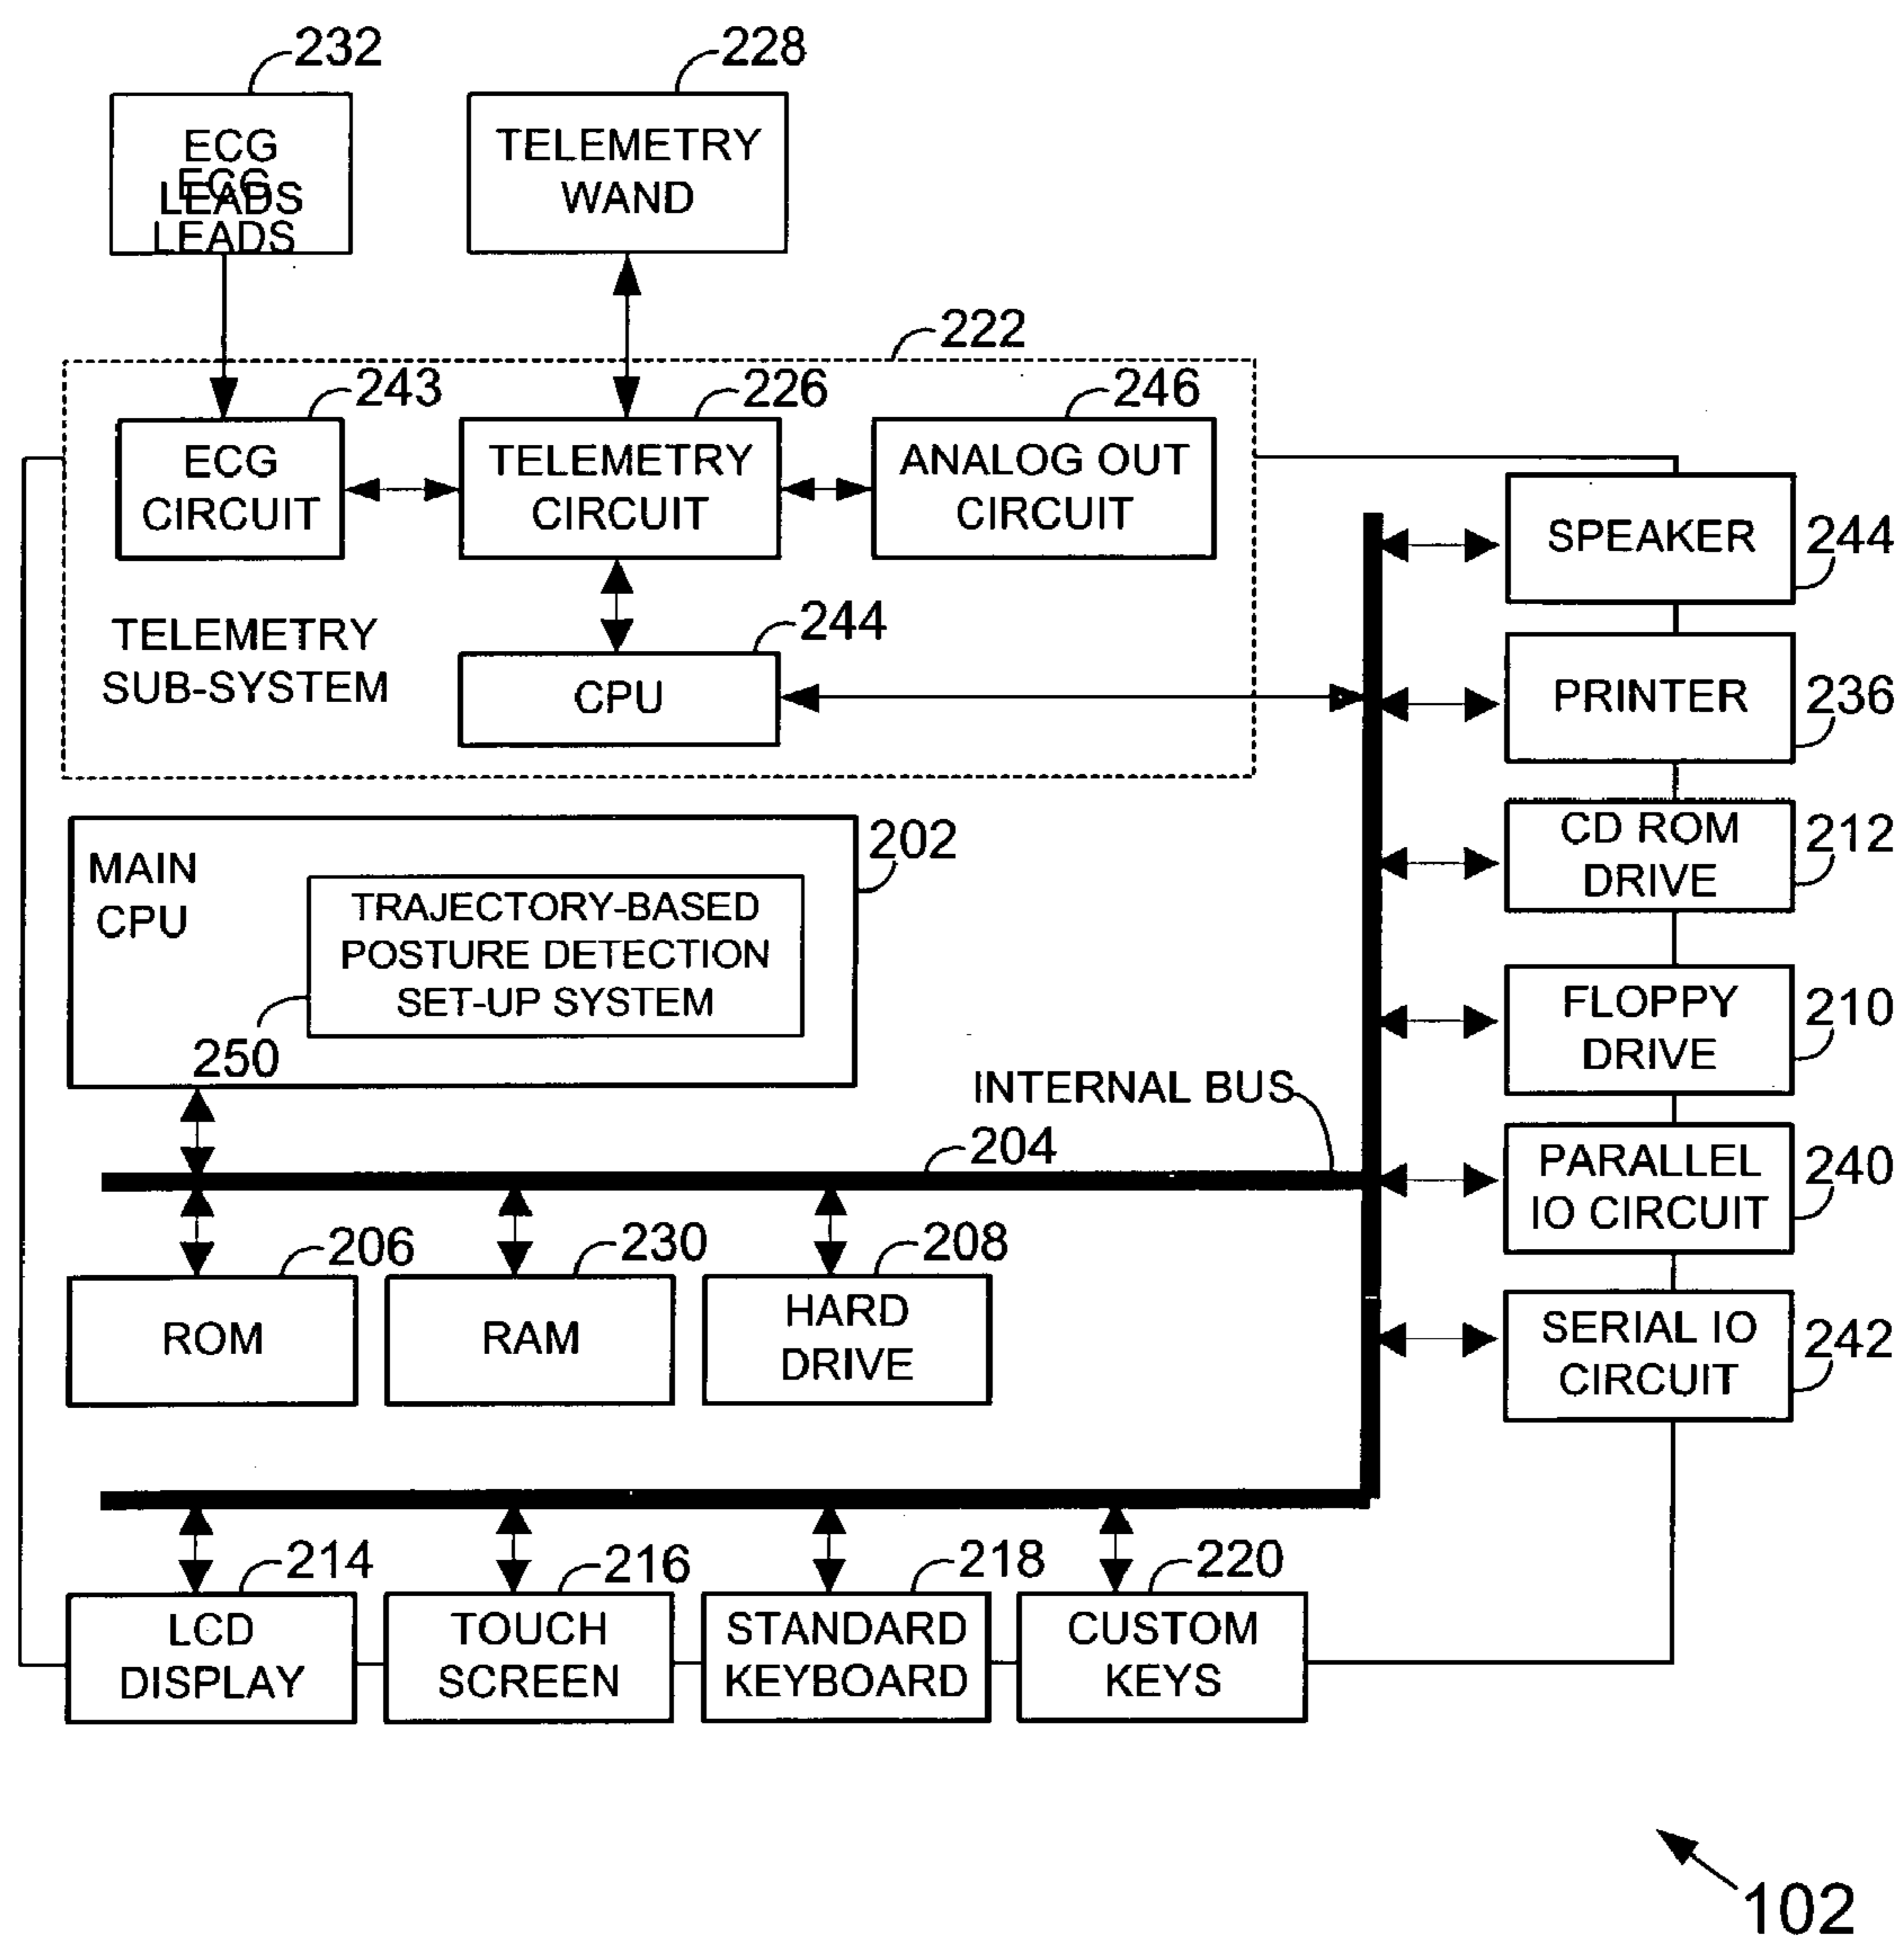 232
228
ECG
LEADS
ECG
LEADS
TELEMETRY
WAND
222
243
226
246
ECG
CIRCUIT
TELEMETRY
CIRCUIT
ANALOG OUT
CIRCUIT
SPEAKER
244
TELEMETRY
SUB-SYSTEM
244
CPU
PRINTER
236
202
MAIN
CPU
TRAJECTORY-BASED
POSTURE DETECTION
SET-UP SYSTEM
250
CD ROM
DRIVE
212
FLOPPY
DRIVE
210
INTERNAL BUS
204
PARALLEL
IO CIRCUIT
240
206
230
208
ROM
RAM
HARD
DRIVE
SERIAL IO
CIRCUIT
242
214
216
218
220
LCD
DISPLAY
TOUCH
SCREEN
STANDARD
KEYBOARD
CUSTOM
KEYS
102